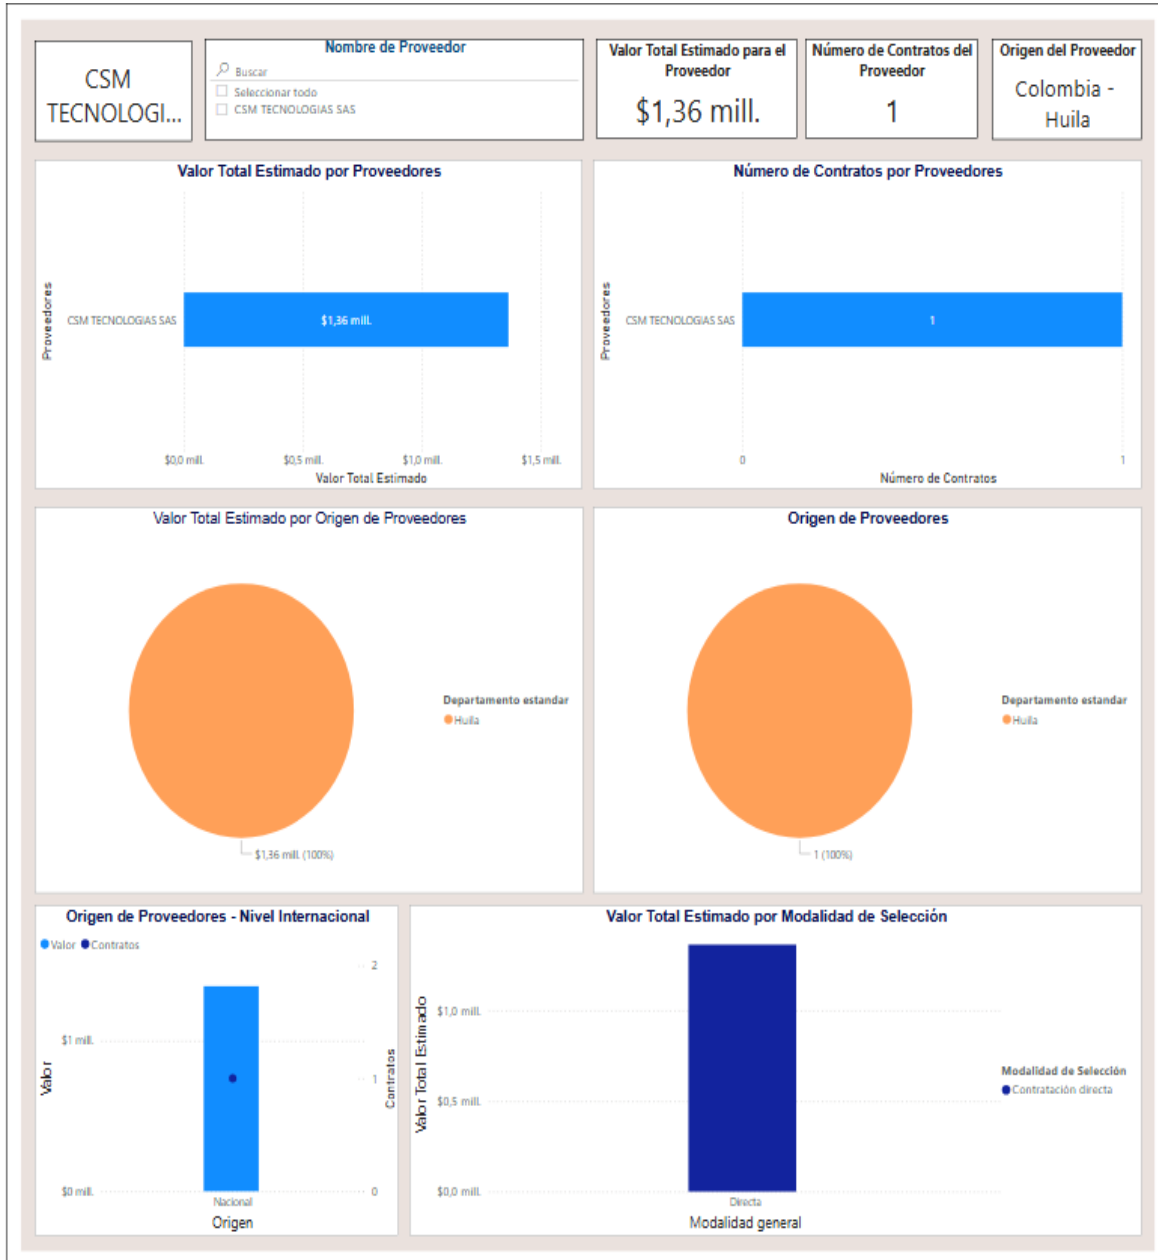 CSM
TECNOLOGI...
Nombre de Proveedor
Buscar
Seleccionar todo
CSM TECNOLOGIAS SAS
Valor Total Estimado para el
Proveedor
$1,36 mill.
Número de Contratos del
Proveedor
1
Origen del Proveedor
Colombia -
Huila
Valor Total Estimado por Proveedores
Proveedores
CSM TECNOLOGIAS SAS
$1,36 mill.
$0,0 mill.
$0,5 mill.
$1,0 mill.
$1,5 mill.
Valor Total Estimado
Número de Contratos por Proveedores
Proveedores
CSM TECNOLOGIAS SAS
1
0
1
Número de Contratos
Valor Total Estimado por Origen de Proveedores
Departamento estandar
Huila
$1,36 mill. (100%)
Origen de Proveedores
Departamento estandar
Huila
1 (100%)
Origen de Proveedores - Nivel Internacional
Valor
Contratos
2
$1 mill.
1
$0 mill.
0
Valor
Contratos
Nacional
Origen
Valor Total Estimado por Modalidad de Selección
Valor Total Estimado
$1,0 mill.
$0,5 mill.
$0,0 mill.
Directa
Modalidad general
Modalidad de Selección
Contratación directa